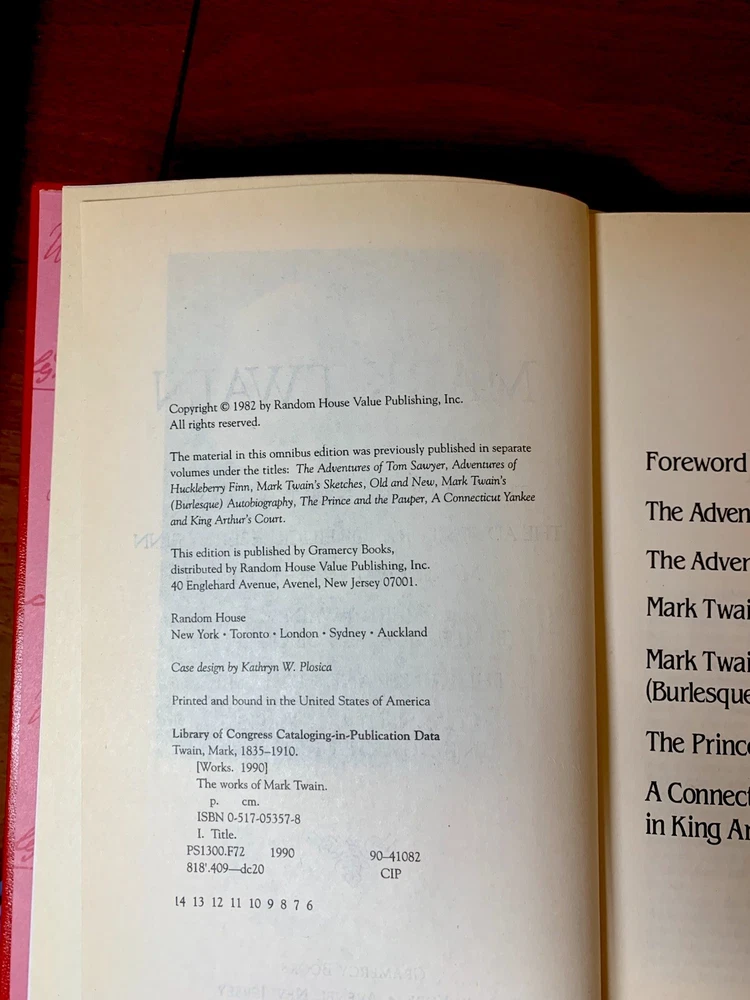 Copyright © 1982 by Random House Value Publishing, Inc.
All rights reserved.
The material in this omnibus edition was previously published in separate
volumes under the titles: The Adventures of Tom Sawyer, Adventures of
Huckleberry Finn, Mark Twain's Sketches, Old and New, Mark Twain's
(Burlesque) Autobiography, The Prince and the Pauper, A Connecticut Yankee
and King Arthur's Court.
This edition is published by Gramercy Books,
distributed by Random House Value Publishing, Inc.
40 Englehard Avenue, Avenel, New Jersey 07001.
Random House
New York • Toronto • London • Sydney • Auckland
Case design by Kathryn W. Plosica
Printed and bound in the United States of America
Library of Congress Cataloging-in-Publication Data
Twain, Mark, 1835–1910.
[Works. 1990]
The works of Mark Twain.
p. cm.
ISBN 0-517-05357-8
I. Title.
PS1300.F72 1990 90–41082
818'.409—dc20 CIP
14 13 12 11 10 9 8 7 6
Foreword
The Adven
The Adven
Mark Twai
Mark Twai
(Burlesque
The Princ
A Connect
in King Ar